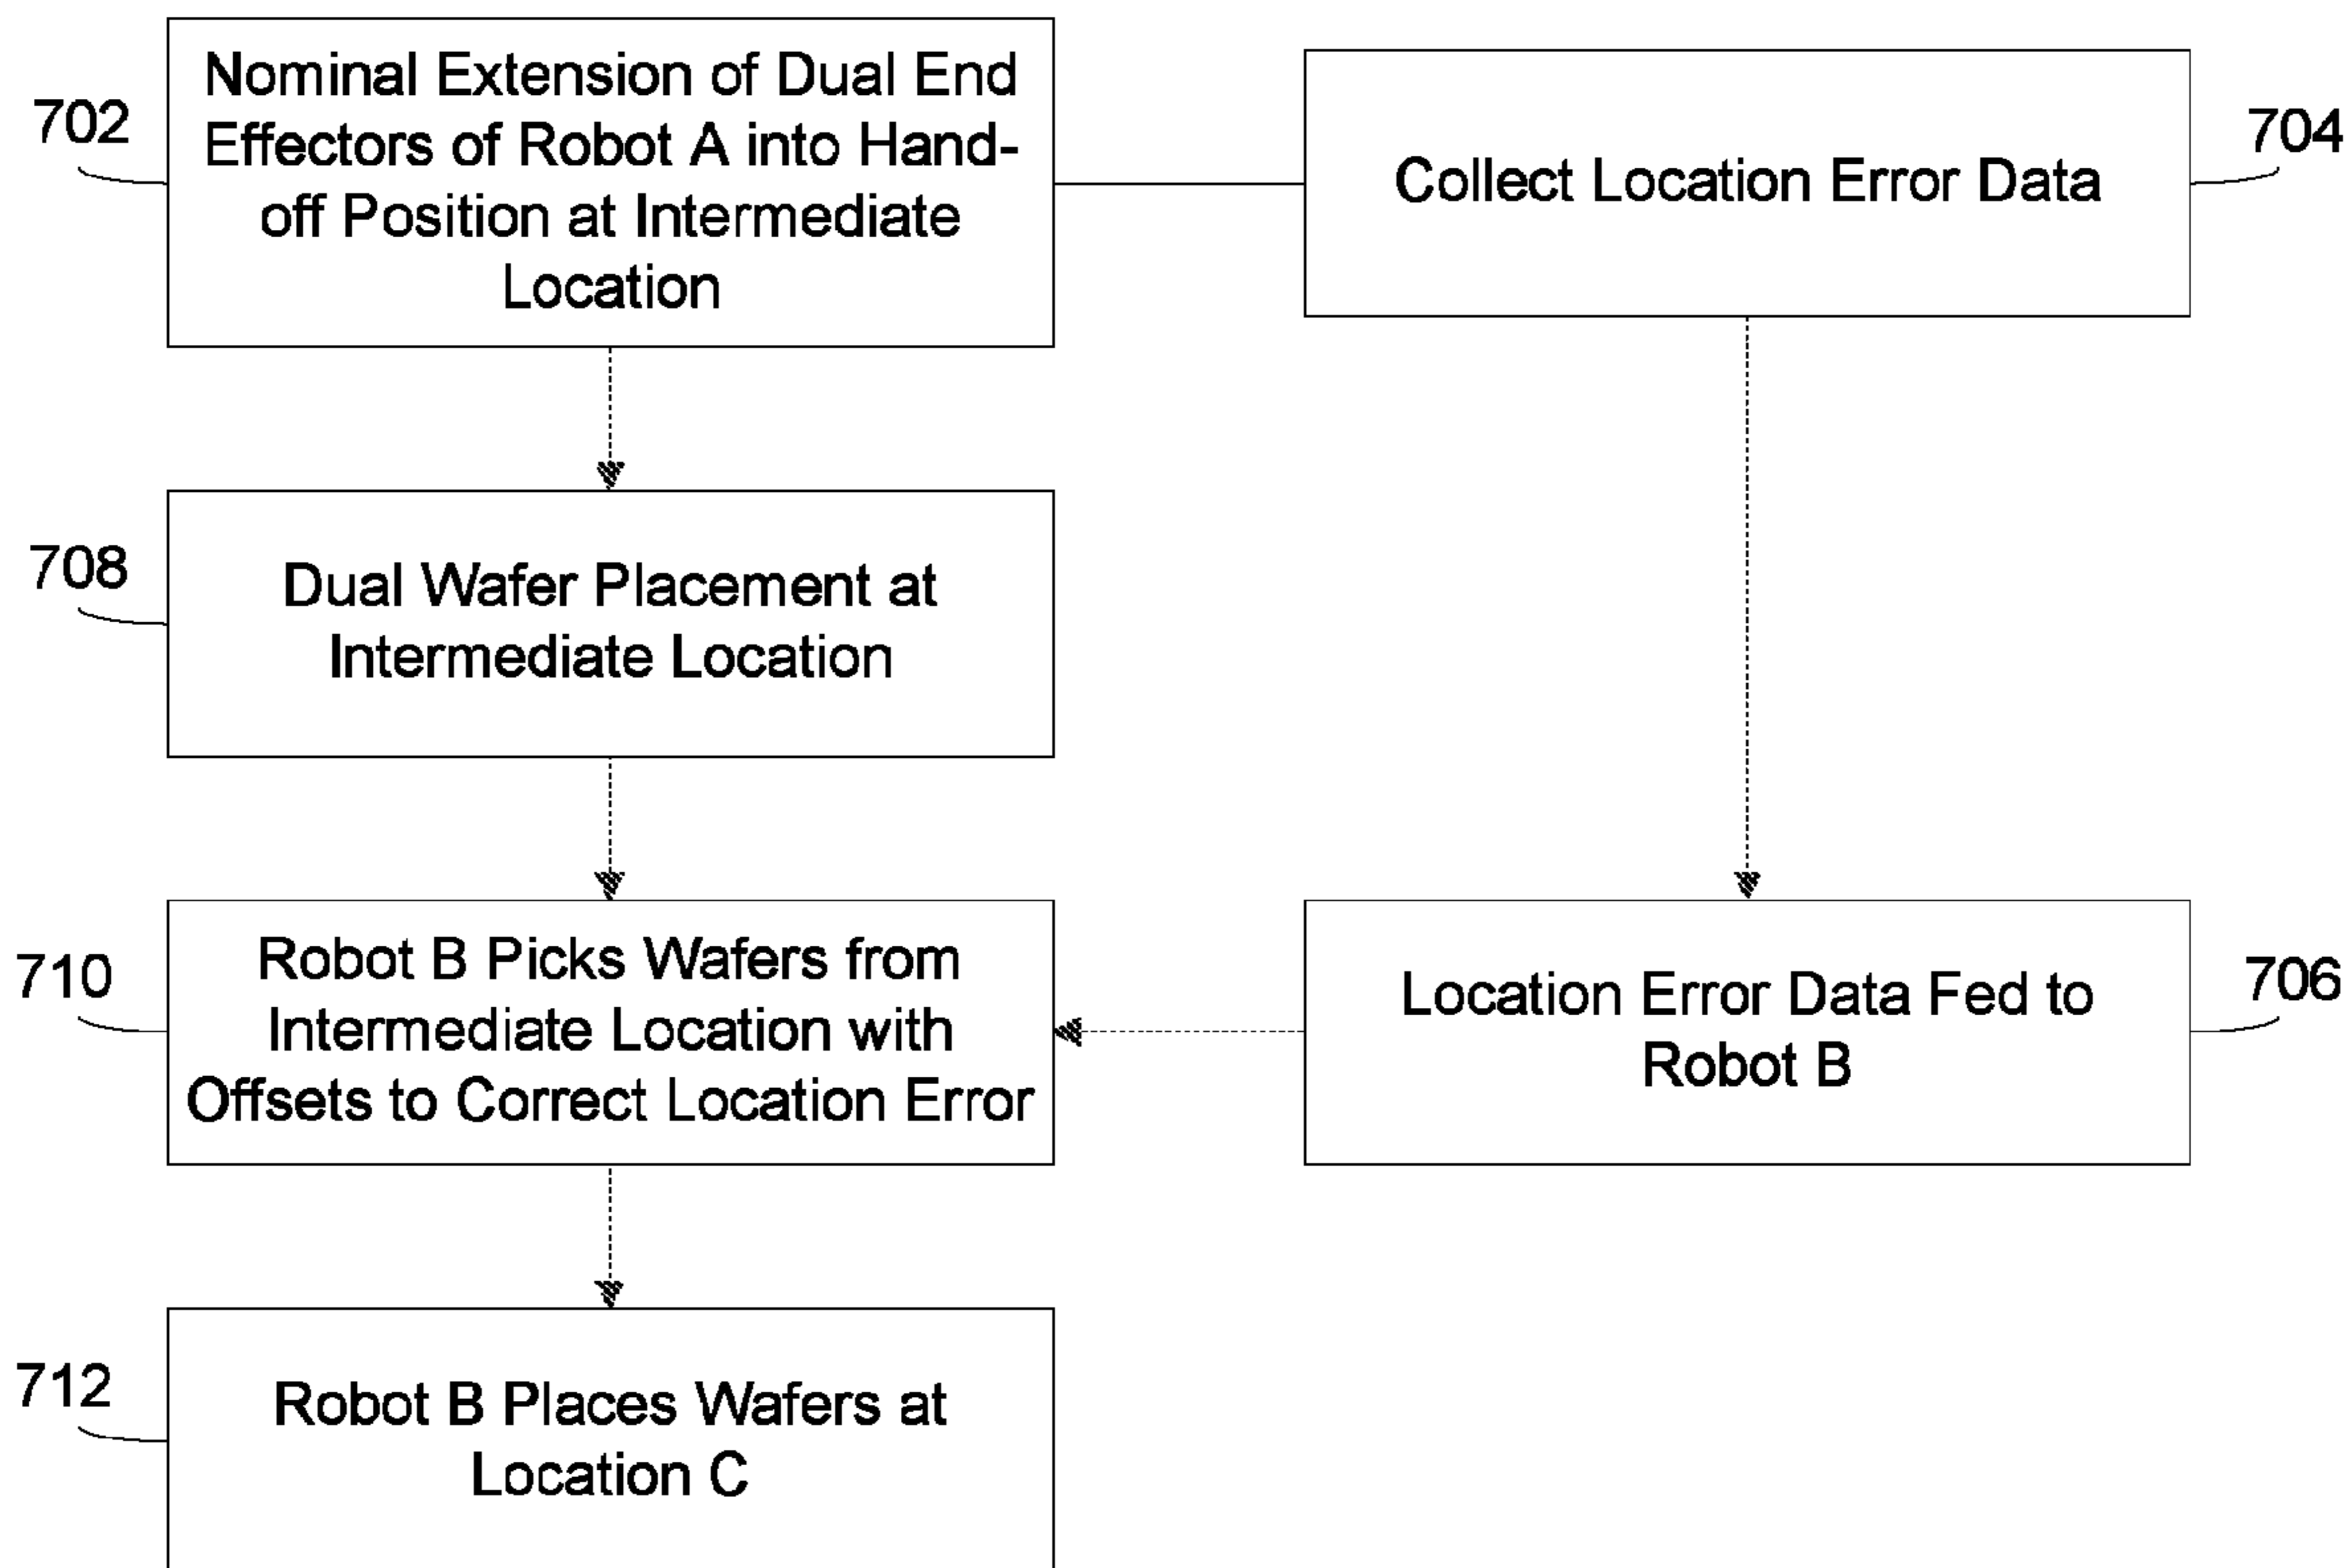 702
Nominal Extension of Dual End
Effectors of Robot A into Hand-
off Position at Intermediate
Location
Collect Location Error Data
704
708
Dual Wafer Placement at
Intermediate Location
710
Robot B Picks Wafers from
Intermediate Location with
Offsets to Correct Location Error
Location Error Data Fed to
Robot B
706
712
Robot B Places Wafers at
Location C